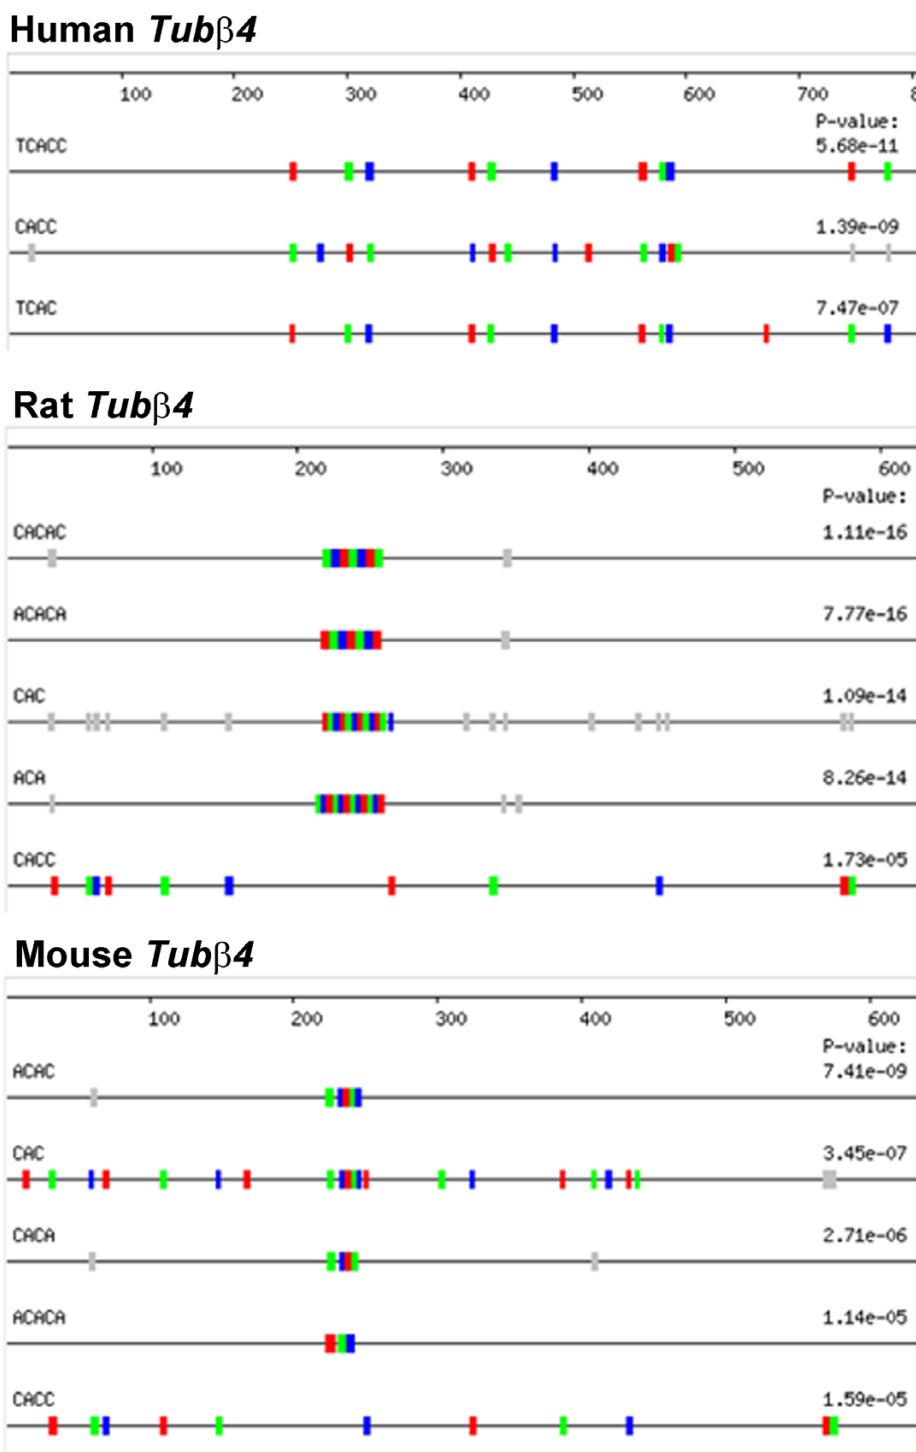 Human Tubβ4
100 200 300 400 500 600 700 8
P-value:
TCACC 5.68e-11
CACC 1.39e-09
TCAC 7.47e-07
Rat Tubβ4
100 200 300 400 500 600
P-value:
CACAC 1.11e-16
ACACA 7.77e-16
CAC 1.09e-14
ACA 8.26e-14
CACC 1.73e-05
Mouse Tubβ4
100 200 300 400 500 600
P-value:
ACAC 7.41e-09
CAC 3.45e-07
CACA 2.71e-06
ACACA 1.14e-05
CACC 1.59e-05